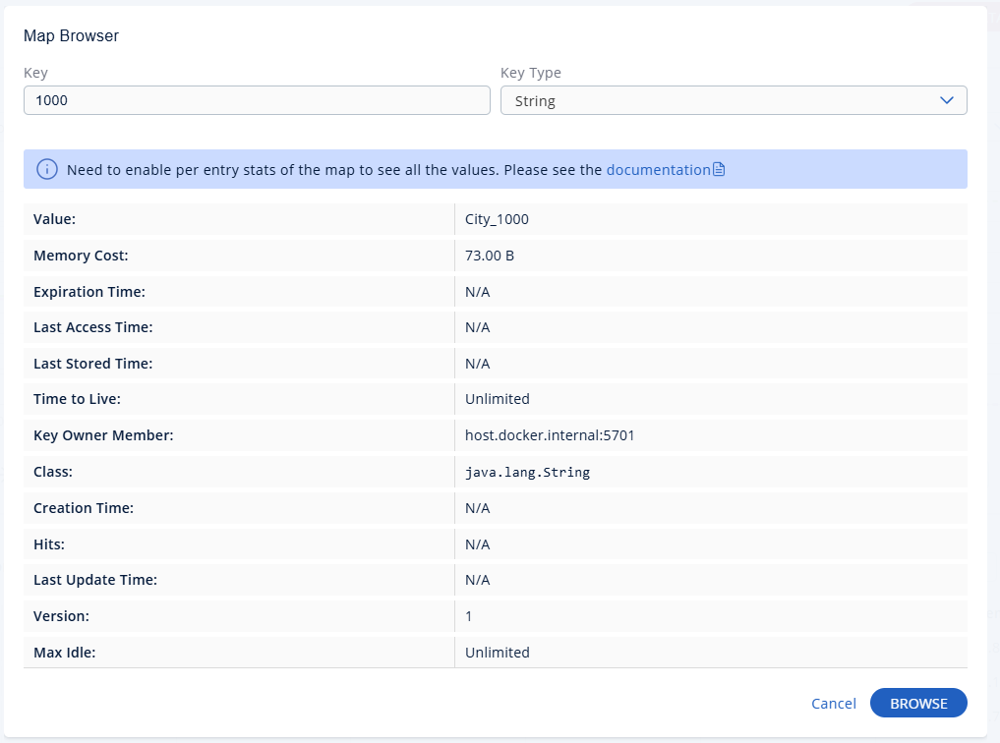 Map Browser
Key
Key Type
1000
String
Need to enable per entry stats of the map to see all the values. Please see the documentation
Value: City_1000
Memory Cost: 73.00 B
Expiration Time: N/A
Last Access Time: N/A
Last Stored Time: N/A
Time to Live: Unlimited
Key Owner Member: host.docker.internal:5701
Class: java.lang.String
Creation Time: N/A
Hits: N/A
Last Update Time: N/A
Version: 1
Max Idle: Unlimited
Cancel BROWSE